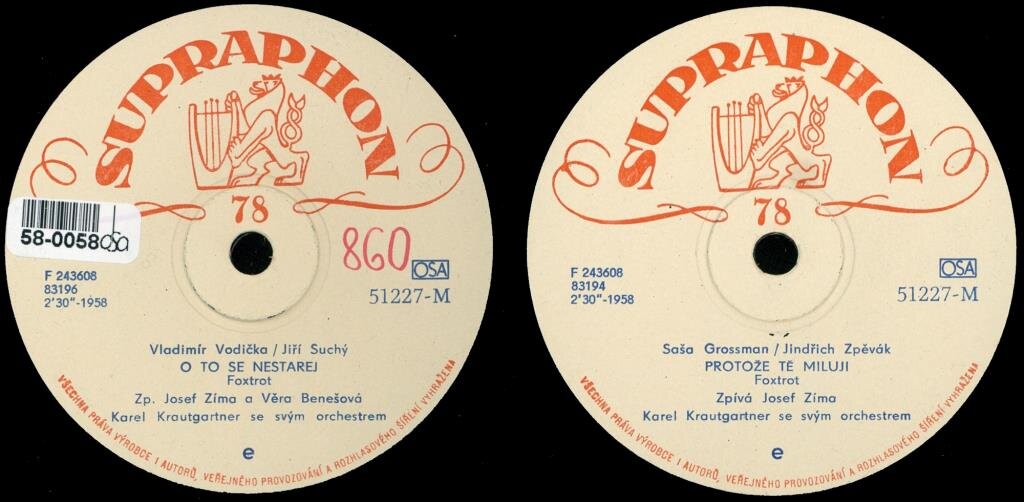 SUPRAPHON
78
58-0058
osa
860
F 243608
83196
2'30"-1958
OSA
51227-M
Vladimír Vodička / Jiří Suchý
O TO SE NESTAREJ
Foxtrot
Zp. Josef Zíma a Věra Benešová
Karel Krautgartner se svým orchestrem
e
VŠECHNA PRÁVA VÝROBCE I AUTORŮ, VEŘEJNÉHO PROVOZOVÁNÍ A ROZHLASOVÉHO ŠÍŘENÍ VYHRAŽENA
SUPRAPHON
78
F 243608
83194
2'30"-1958
OSA
51227-M
Saša Grossman / Jindřich Zpěvák
PROTOŽE TĚ MILUJI
Foxtrot
Zpívá Josef Zíma
Karel Krautgartner se svým orchestrem
e
VŠECHNA PRÁVA VÝROBCE I AUTORŮ, VEŘEJNÉHO PROVOZOVÁNÍ A ROZHLASOVÉHO ŠÍŘENÍ VYHRAŽENA